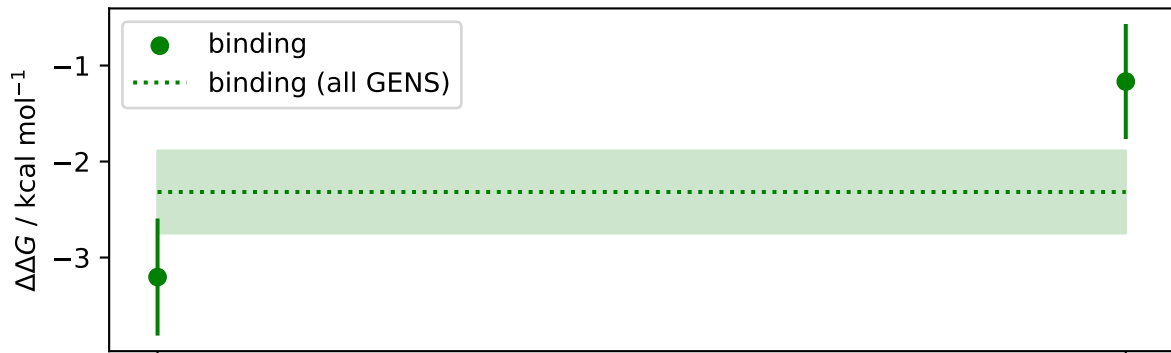 binding
binding (all GENS)
−1
−2
−3
ΔΔG / kcal mol⁻¹